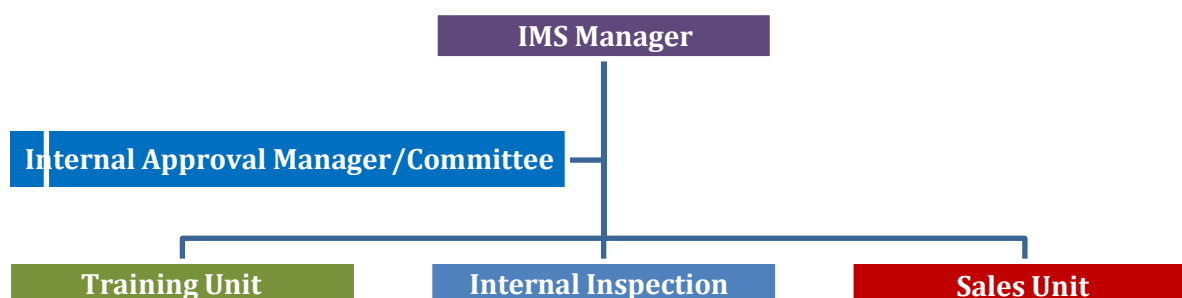 IMS Manager
Internal Approval Manager/Committee
Training Unit
Internal Inspection
Sales Unit